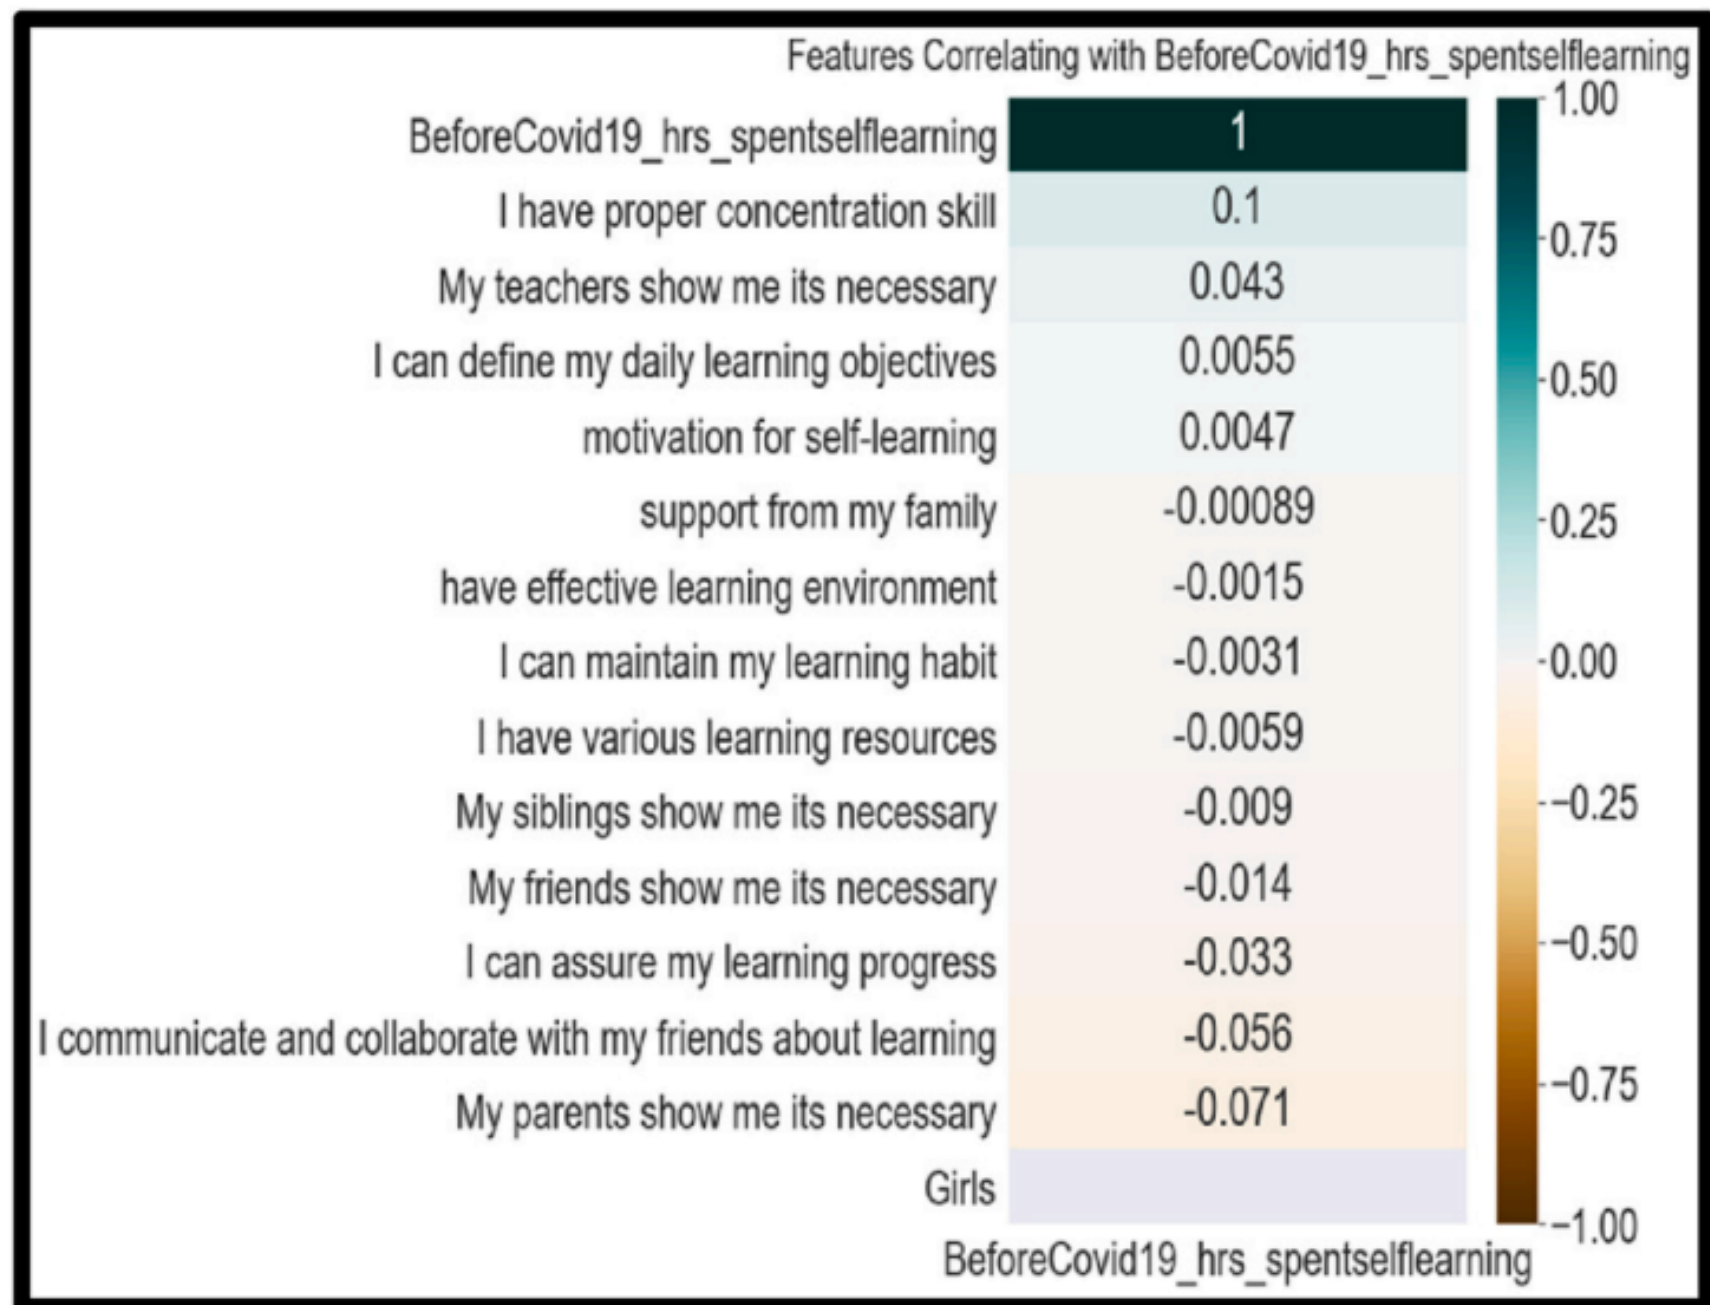 Features Correlating with BeforeCovid19_hrs_spentselflearning
BeforeCovid19_hrs_spentselflearning 1
I have proper concentration skill 0.1
My teachers show me its necessary 0.043
I can define my daily learning objectives 0.0055
motivation for self-learning 0.0047
support from my family -0.00089
have effective learning environment -0.0015
I can maintain my learning habit -0.0031
I have various learning resources -0.0059
My siblings show me its necessary -0.009
My friends show me its necessary -0.014
I can assure my learning progress -0.033
I communicate and collaborate with my friends about learning -0.056
My parents show me its necessary -0.071
Girls
BeforeCovid19_hrs_spentselflearning
1.00
0.75
0.50
0.25
0.00
−0.25
−0.50
−0.75
−1.00